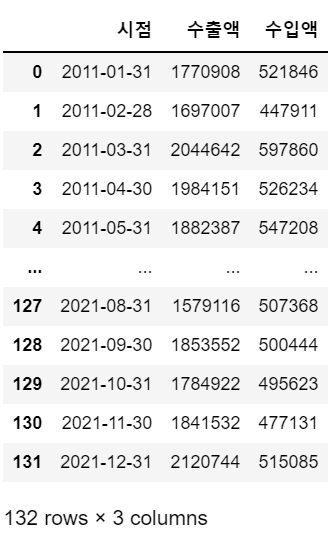 시점 수출액 수입액
0 2011-01-31 1770908 521846
1 2011-02-28 1697007 447911
2 2011-03-31 2044642 597860
3 2011-04-30 1984151 526234
4 2011-05-31 1882387 547208
... ... ... ...
127 2021-08-31 1579116 507368
128 2021-09-30 1853552 500444
129 2021-10-31 1784922 495623
130 2021-11-30 1841532 477131
131 2021-12-31 2120744 515085
132 rows × 3 columns